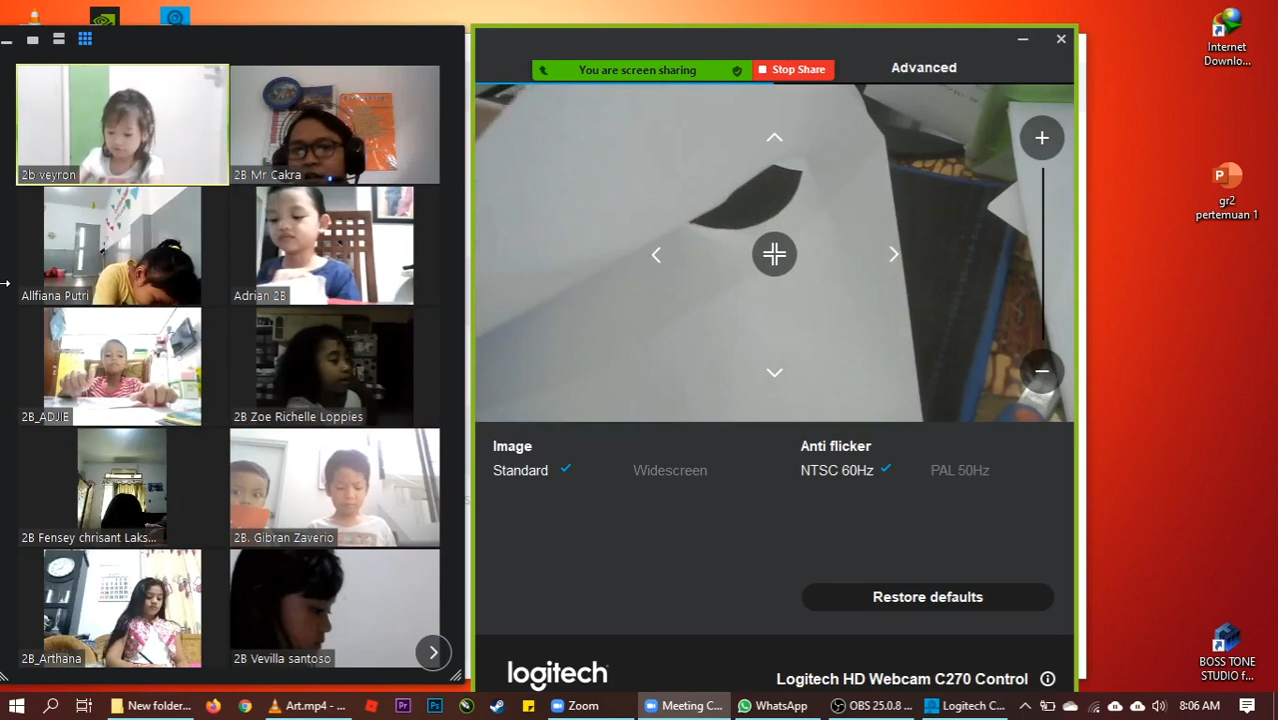 You are screen sharing
Stop Share
Advanced
2b veyron
2B Mr Cakra
Allfiana Putri
Adrian 2B
2B_ADJIE
2B Zoe Richelle Loppies
2B Fensey chrisant Laks...
2B. Gibran Zaverio
2B_Arthana
2B Vevilla santoso
Image
Standard
Widescreen
Anti flicker
NTSC 60Hz
PAL 50Hz
Restore defaults
logitech
Logitech HD Webcam C270 Control
Internet
Downlo...
gr2
pertemuan 1
BOSS TONE
STUDIO f...
New folder...
Art.mp4 - ...
Zoom
Meeting C...
WhatsApp
OBS 25.0.8 ...
Logitech C...
8:06 AM